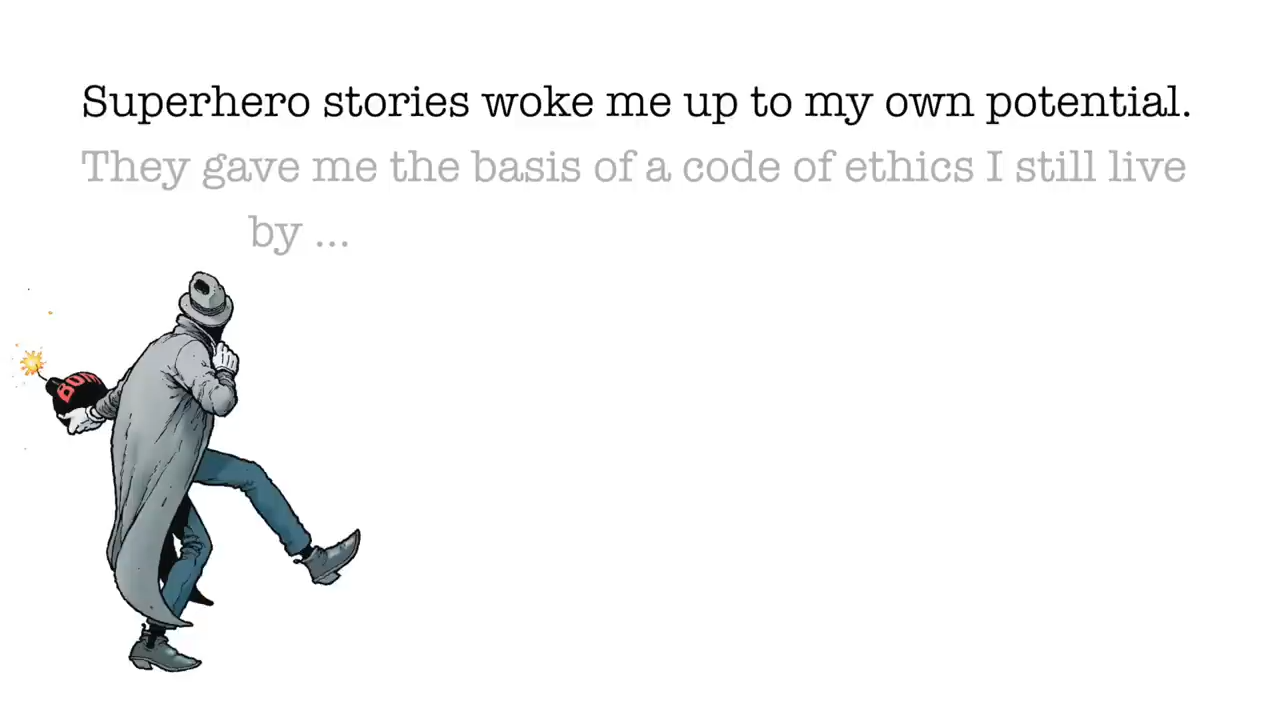 Superhero stories woke me up to my own potential.
They gave me the basis of a code of ethics I still live
by ...